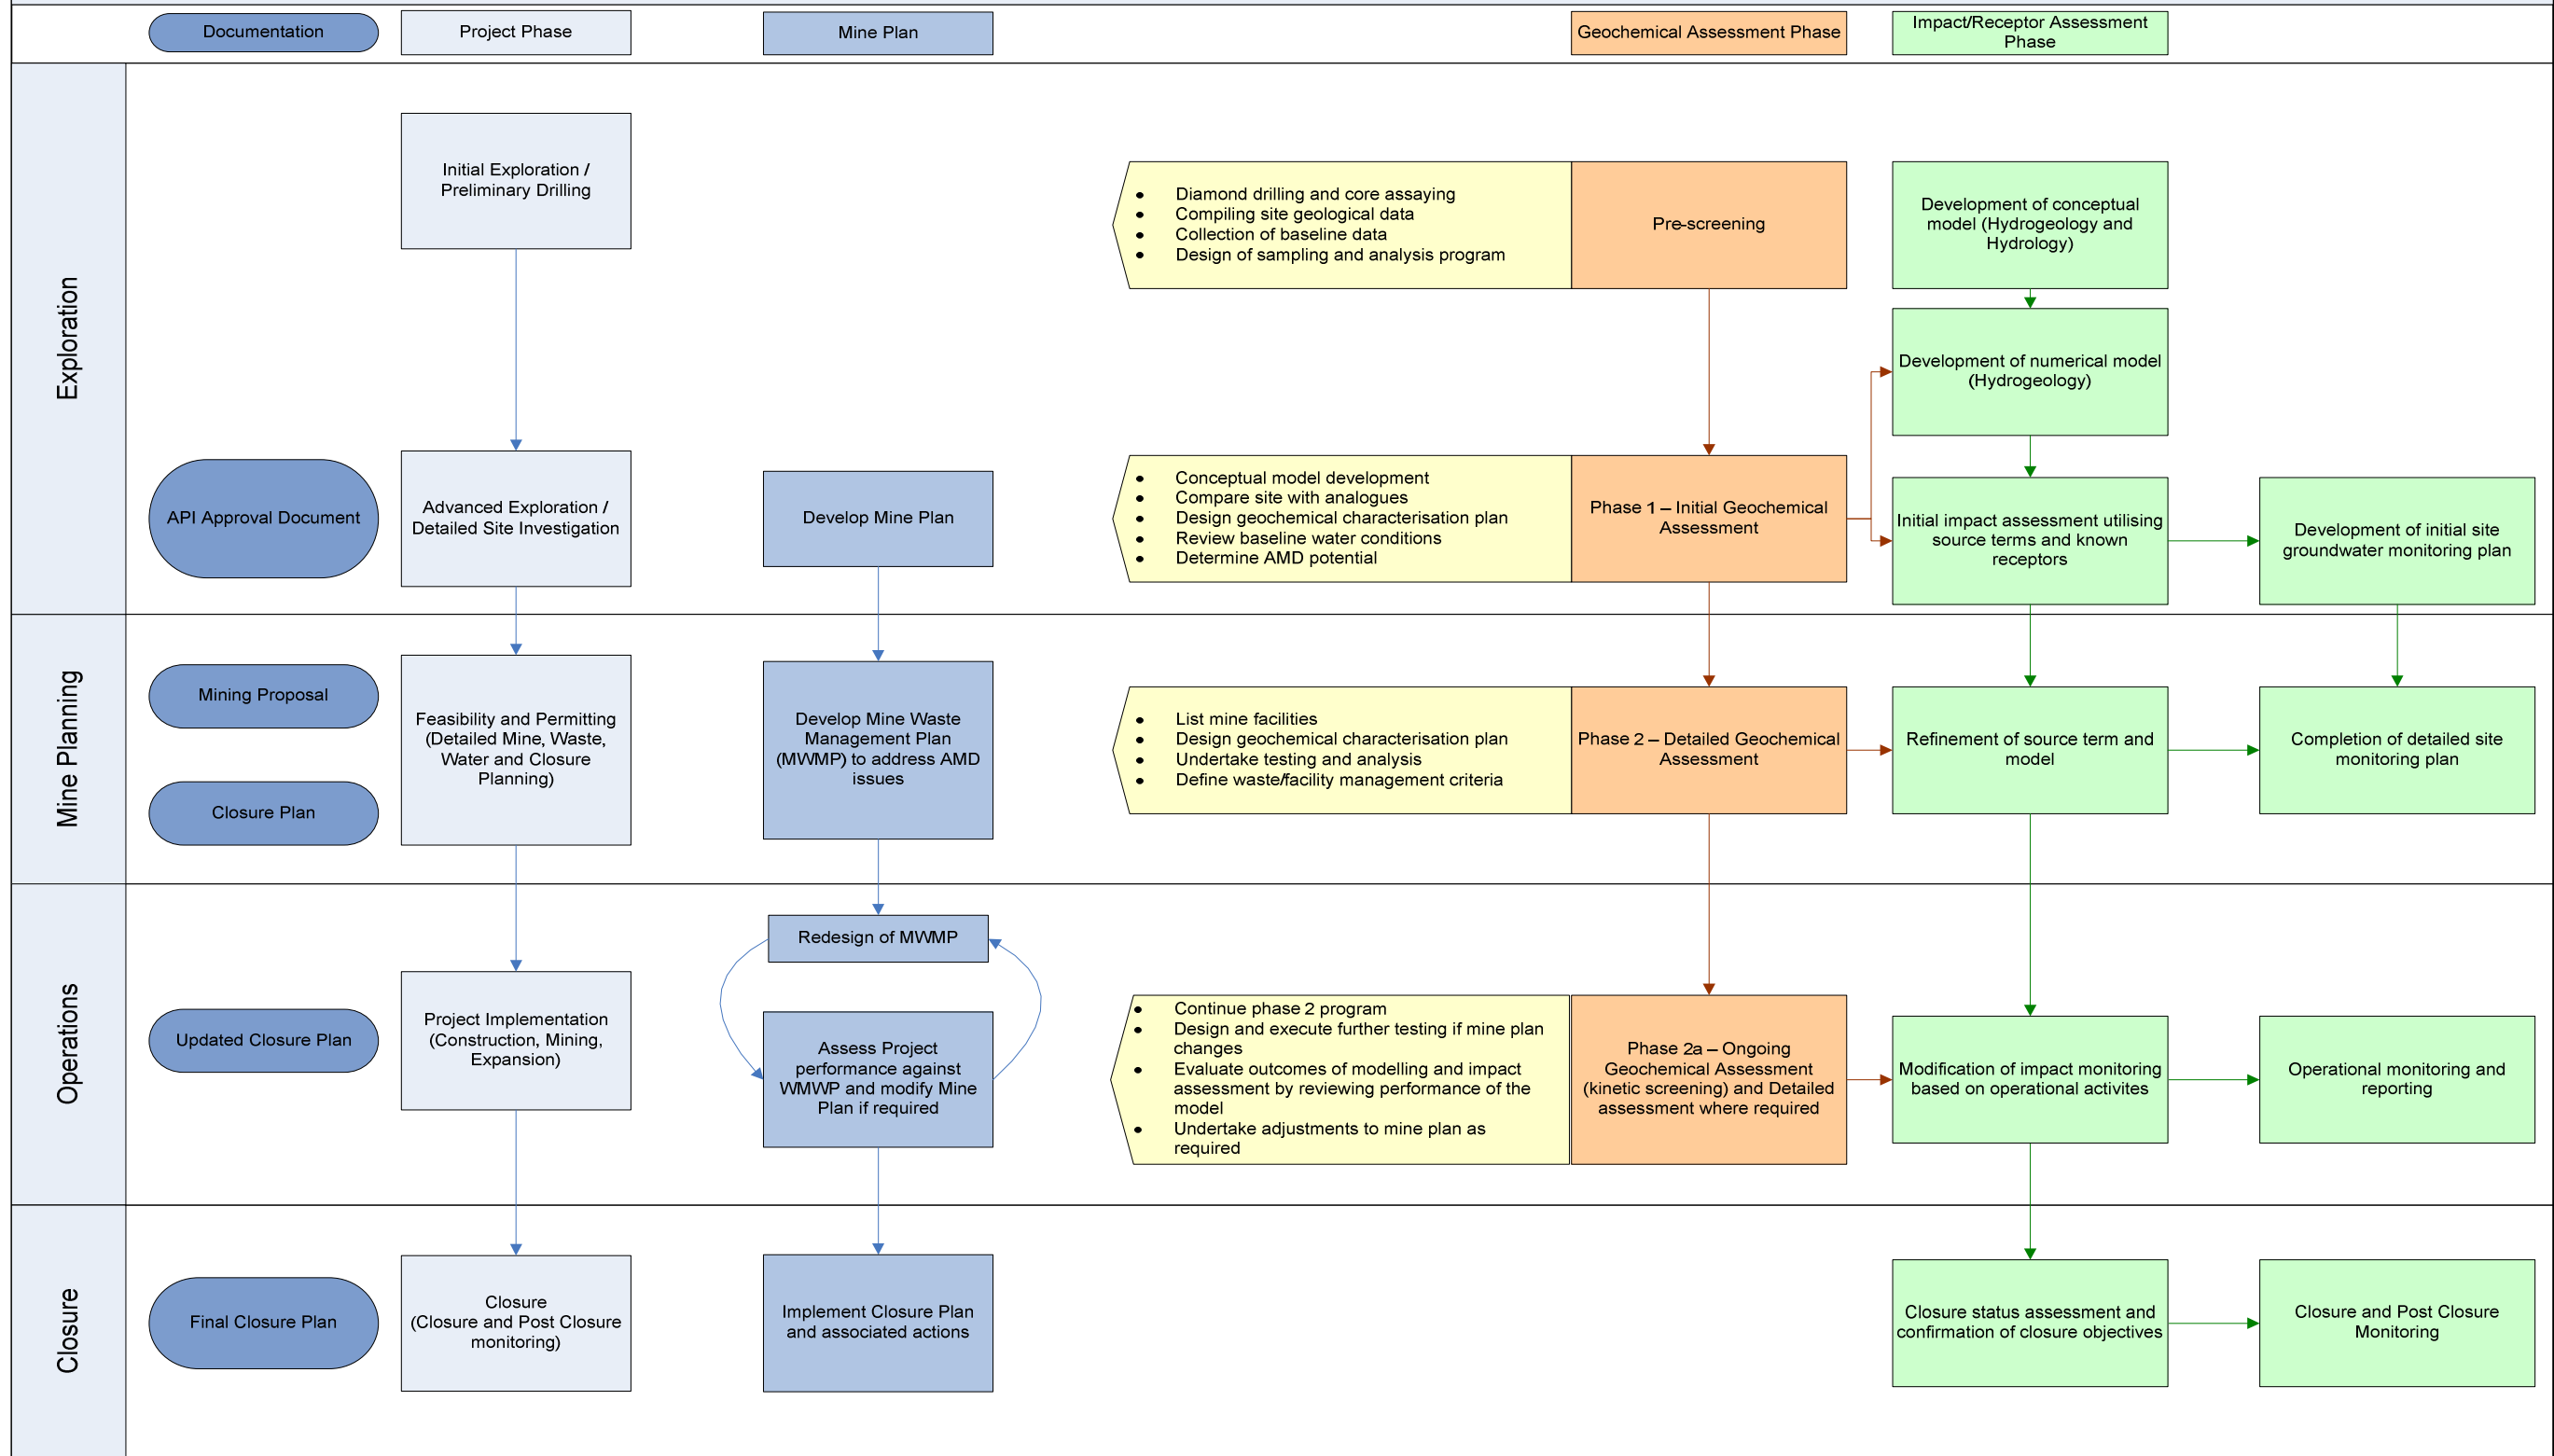 Documentation
Project Phase
Mine Plan
Geochemical Assessment Phase
Impact/Receptor Assessment
Phase
Exploration
Initial Exploration /
Preliminary Drilling
• Diamond drilling and core assaying
• Compiling site geological data
• Collection of baseline data
• Design of sampling and analysis program
Pre-screening
Development of conceptual
model (Hydrogeology and
Hydrology)
Development of numerical model
(Hydrogeology)
API Approval Document
Advanced Exploration /
Detailed Site Investigation
Develop Mine Plan
• Conceptual model development
• Compare site with analogues
• Design geochemical characterisation plan
• Review baseline water conditions
• Determine AMD potential
Phase 1 – Initial Geochemical
Assessment
Initial impact assessment utilising
source terms and known
receptors
Development of initial site
groundwater monitoring plan
Mine Planning
Mining Proposal
Closure Plan
Feasibility and Permitting
(Detailed Mine, Waste,
Water and Closure
Planning)
Develop Mine Waste
Management Plan
(MWMP) to address AMD
issues
• List mine facilities
• Design geochemical characterisation plan
• Undertake testing and analysis
• Define waste/facility management criteria
Phase 2 – Detailed Geochemical
Assessment
Refinement of source term and
model
Completion of detailed site
monitoring plan
Operations
Updated Closure Plan
Project Implementation
(Construction, Mining,
Expansion)
Redesign of MWMP
Assess Project
performance against
WMWP and modify Mine
Plan if required
• Continue phase 2 program
• Design and execute further testing if mine plan
changes
• Evaluate outcomes of modelling and impact
assessment by reviewing performance of the
model
• Undertake adjustments to mine plan as
required
Phase 2a – Ongoing
Geochemical Assessment
(kinetic screening) and Detailed
assessment where required
Modification of impact monitoring
based on operational activites
Operational monitoring and
reporting
Closure
Final Closure Plan
Closure
(Closure and Post Closure
monitoring)
Implement Closure Plan
and associated actions
Closure status assessment and
confirmation of closure objectives
Closure and Post Closure
Monitoring